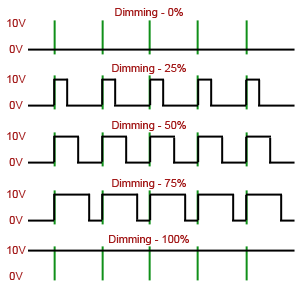 Dimming - 0%
10V
0V
Dimming - 25%
10V
0V
Dimming - 50%
10V
0V
Dimming - 75%
10V
0V
Dimming - 100%
10V
0V